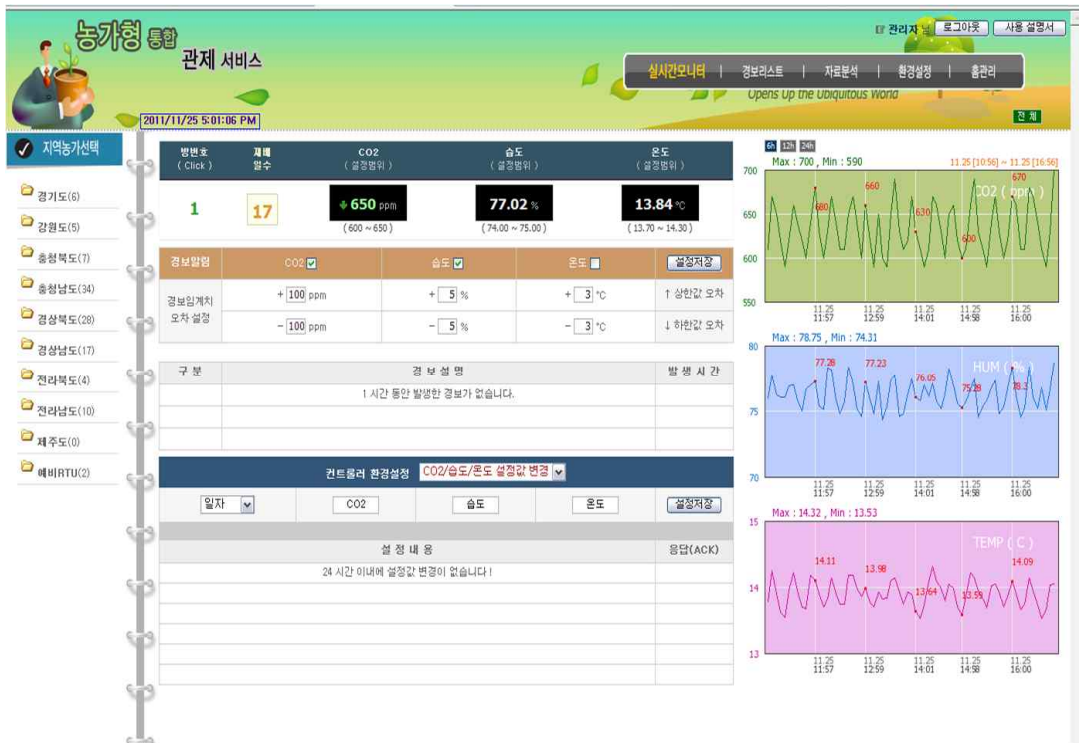 농가형 통합
관제 서비스
관리자 님 로그아웃 사용 설명서
실시간모니터 | 경보리스트 | 자료분석 | 환경설정 | 홈관리
Opens Up the Ubiquitous World
2011/11/25 5:01:06 PM
전 체
지역농가선택
경기도(6)
강원도(5)
충청북도(7)
충청남도(34)
경상북도(28)
경상남도(17)
전라북도(4)
전라남도(10)
제주도(0)
예비RTU(2)
방번호 재배 CO2 습도 온도
( Click ) 일수 ( 설정범위 ) ( 설정범위 ) ( 설정범위 )
1 17 650 ppm 77.02 % 13.84 ℃
( 600 ~ 650 ) ( 74.00 ~ 75.00 ) ( 13.70 ~ 14.30 )
경보알림 CO2 습도 온도 설정저장
경보임계치
오차 설정
+ 100 ppm + 5 % + 3 ℃ ↑ 상한값 오차
- 100 ppm - 5 % - 3 ℃ ↓ 하한값 오차
구 분 경 보 설 명 발 생 시 간
1 시간 동안 발생한 경보가 없습니다.
컨트롤러 환경설정 CO2/습도/온도 설정값 변경
일자 CO2 습도 온도 설정저장
설 정 내 용 응답(ACK)
24 시간 이내에 설정값 변경이 없습니다 !
6h 12h 24h
Max : 700 , Min : 590 11.25 [10:56] ~ 11.25 [16:56]
CO2 ( ppm )
700
650
600
550
680
660
630
600
670
11.25 11.25 11.25 11.25 11.25
11:57 12:59 14:01 14:58 16:00
Max : 78.75 , Min : 74.31
HUM ( % )
80
75
70
77.28
77.23
76.05
75.28
78.3
11.25 11.25 11.25 11.25 11.25
11:57 12:59 14:01 14:58 16:00
Max : 14.32 , Min : 13.53
TEMP ( C )
15
14
13
14.11
13.98
13.64
13.59
14.09
11.25 11.25 11.25 11.25 11.25
11:57 12:59 14:01 14:58 16:00